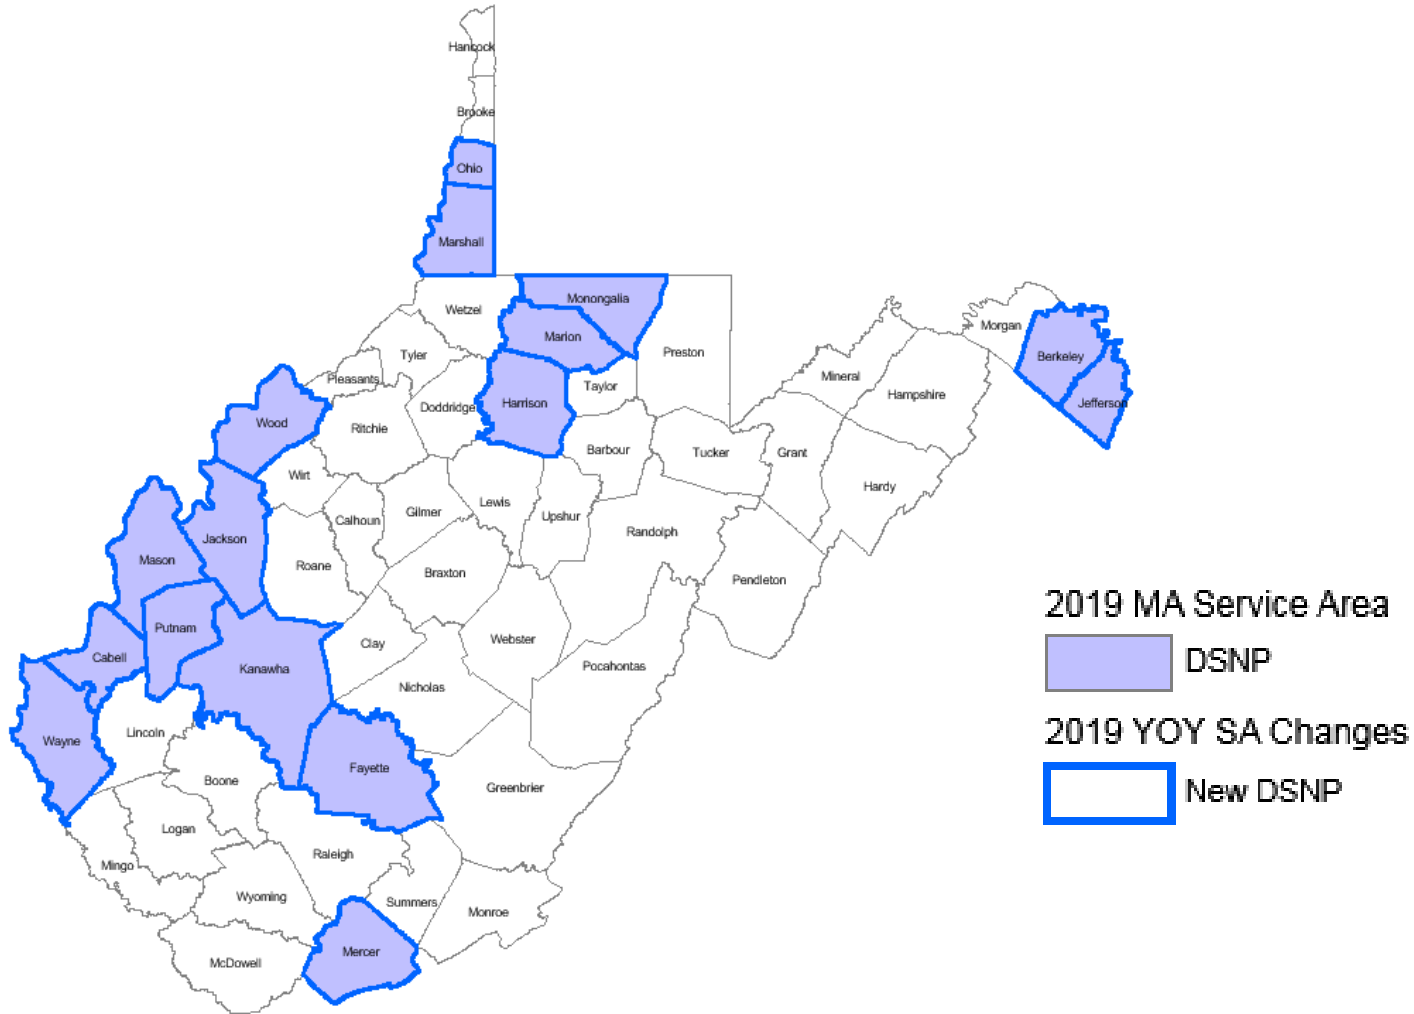 Hancock
Brooke
Ohio
Marshall
Wetzel
Monongalia
Marion
Tyler
Preston
Morgan
Berkeley
Jefferson
Pleasants
Taylor
Mineral
Hampshire
Wood
Ritchie
Doddridge
Harrison
Barbour
Tucker
Grant
Hardy
Wirt
Lewis
Calhoun
Gilmer
Upshur
Randolph
Mason
Jackson
Roane
Braxton
Pendleton
Putnam
Clay
Webster
Cabell
Kanawha
Nicholas
Pocahontas
Wayne
Lincoln
Boone
Fayette
Greenbrier
Logan
Mingo
Raleigh
Wyoming
Summers
Monroe
McDowell
Mercer
2019 MA Service Area
DSNP
2019 YOY SA Changes
New DSNP